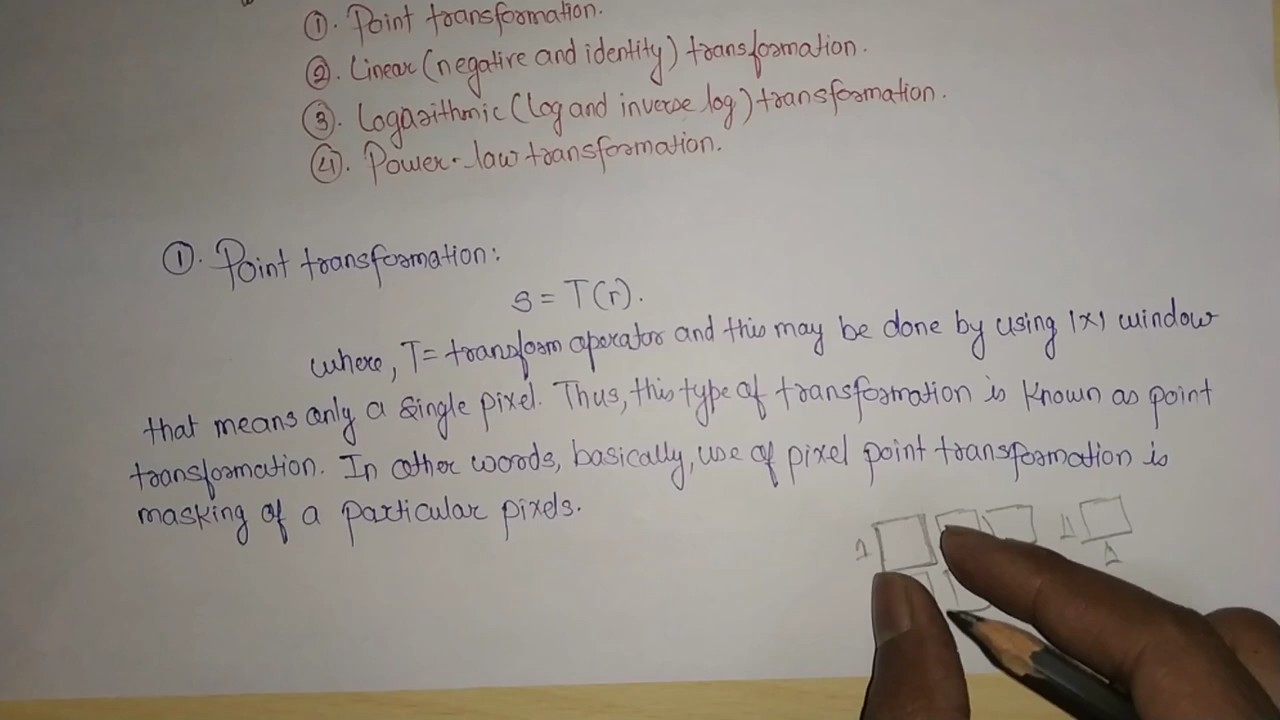 ①. Point transformation.
②. Linear (negative and identity) transformation.
③. Logarithmic (log and inverse log) transformation.
④. Power-law transformation.
①. Point transformation:
s = T(r).
where, T= transform operator and this may be done by using 1x1 window
that means only a single pixel. Thus, this type of transformation is known as point
transformation. In other words, basically, use of pixel point transformation is
masking of a particular pixels.
1 1
1